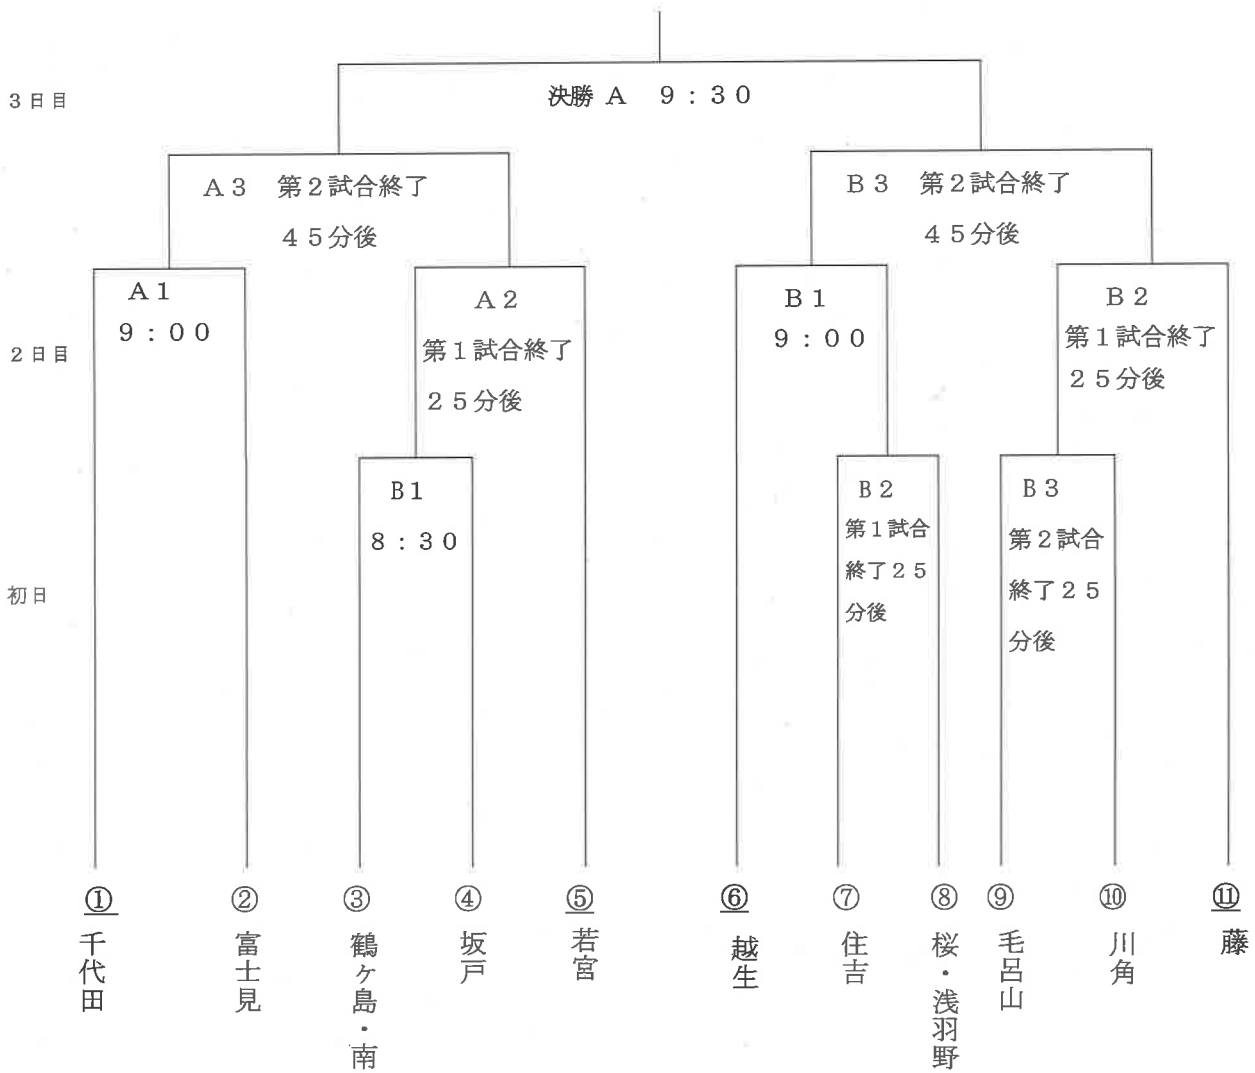 3日目
決勝 A　9：30
A3　第2試合終了
45分後
B3　第2試合終了
45分後
2日目
A1
9：00
A2
第1試合終了
25分後
B1
9：00
B2
第1試合終了
25分後
初日
B1
8：30
B2
第1試合
終了25
分後
B3
第2試合
終了25
分後
①
千代田
②
富士見
③
鶴ヶ島・南
④
坂戸
⑤
若宮
⑥
越生
⑦
住吉
⑧
桜・浅羽野
⑨
毛呂山
⑩
川角
⑪
藤